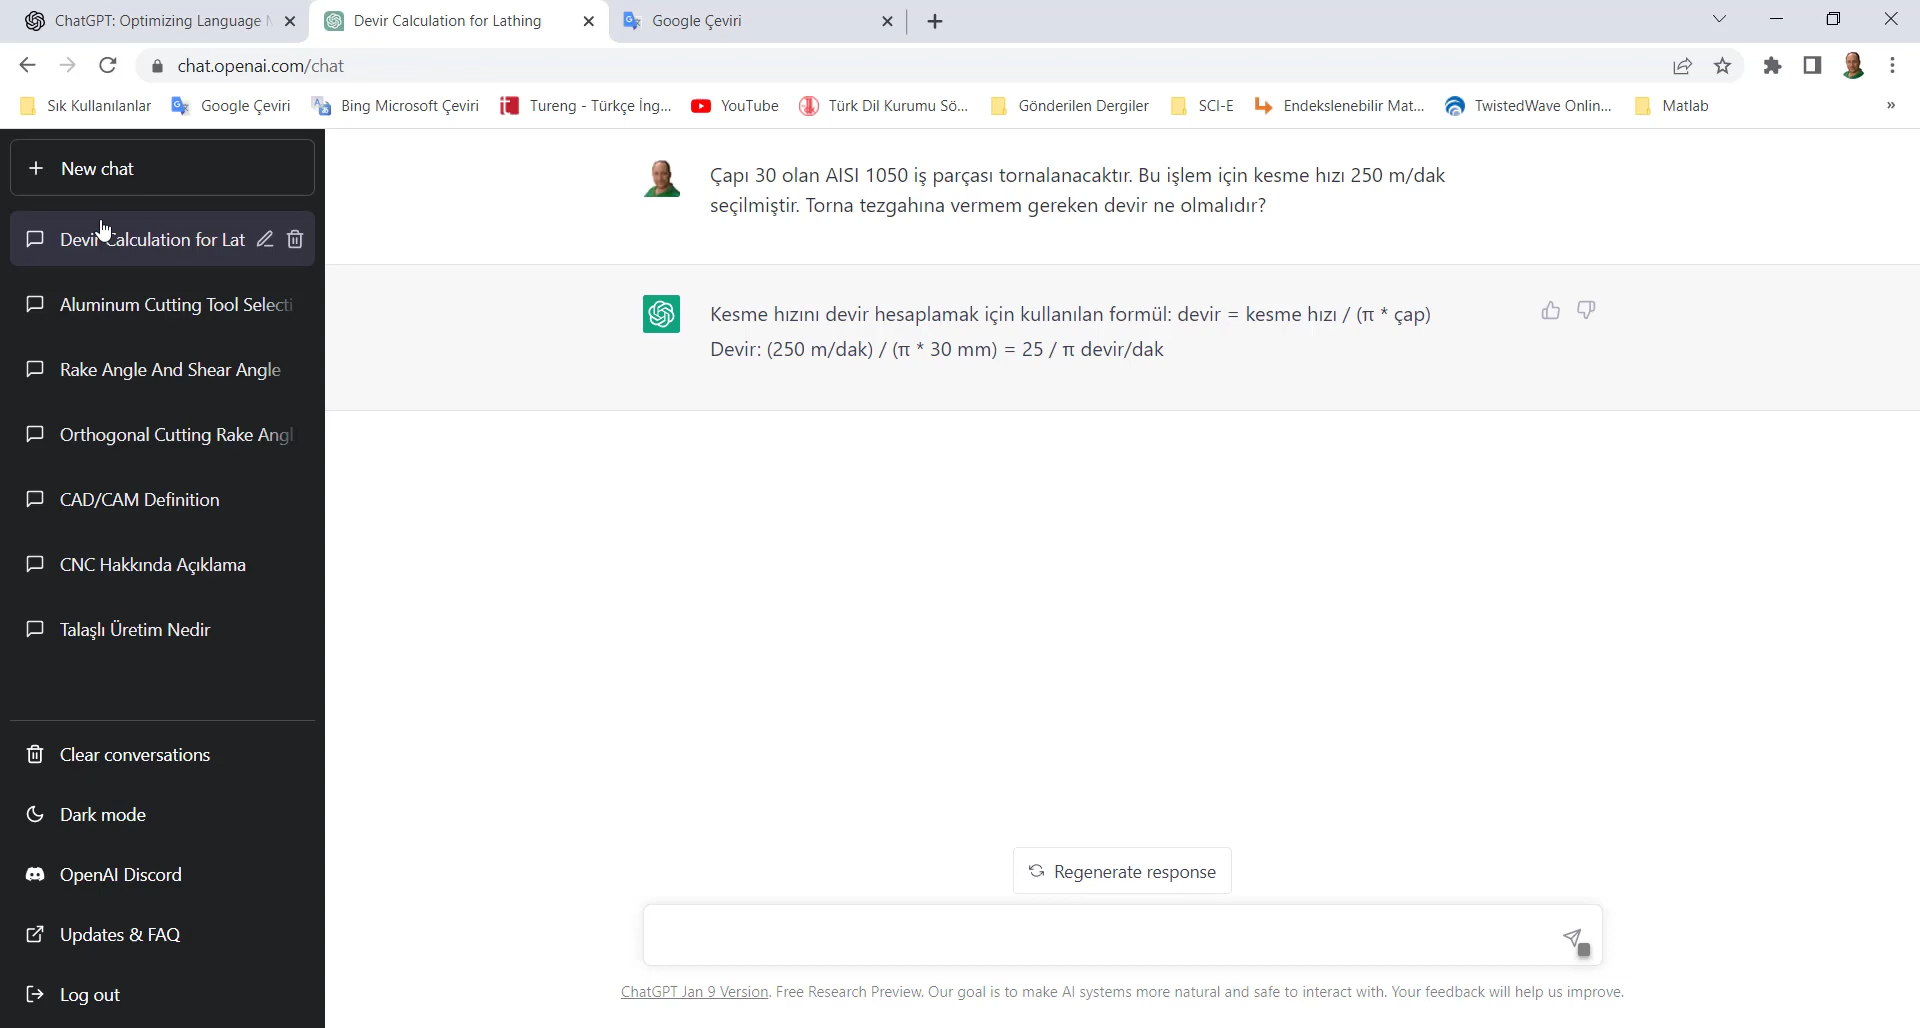 ChatGPT: Optimizing Language
Devir Calculation for Lathing
Google Çeviri
chat.openai.com/chat
Sık Kullanılanlar
Google Çeviri
Bing Microsoft Çeviri
Tureng - Türkçe İng...
YouTube
Türk Dil Kurumu Sö...
Gönderilen Dergiler
SCI-E
Endekslenebilir Mat...
TwistedWave Onlin...
Matlab
»
+ New chat
Devir Calculation for Lat
Aluminum Cutting Tool Selecti
Rake Angle And Shear Angle
Orthogonal Cutting Rake Angl
CAD/CAM Definition
CNC Hakkında Açıklama
Talaşlı Üretim Nedir
Clear conversations
Dark mode
OpenAI Discord
Updates & FAQ
Log out
Çapı 30 olan AISI 1050 iş parçası tornalanacaktır. Bu işlem için kesme hızı 250 m/dak
seçilmiştir. Torna tezgahına vermem gereken devir ne olmalıdır?
Kesme hızını devir hesaplamak için kullanılan formül: devir = kesme hızı / (π * çap)
Devir: (250 m/dak) / (π * 30 mm) = 25 / π devir/dak
Regenerate response
ChatGPT Jan 9 Version. Free Research Preview. Our goal is to make AI systems more natural and safe to interact with. Your feedback will help us improve.